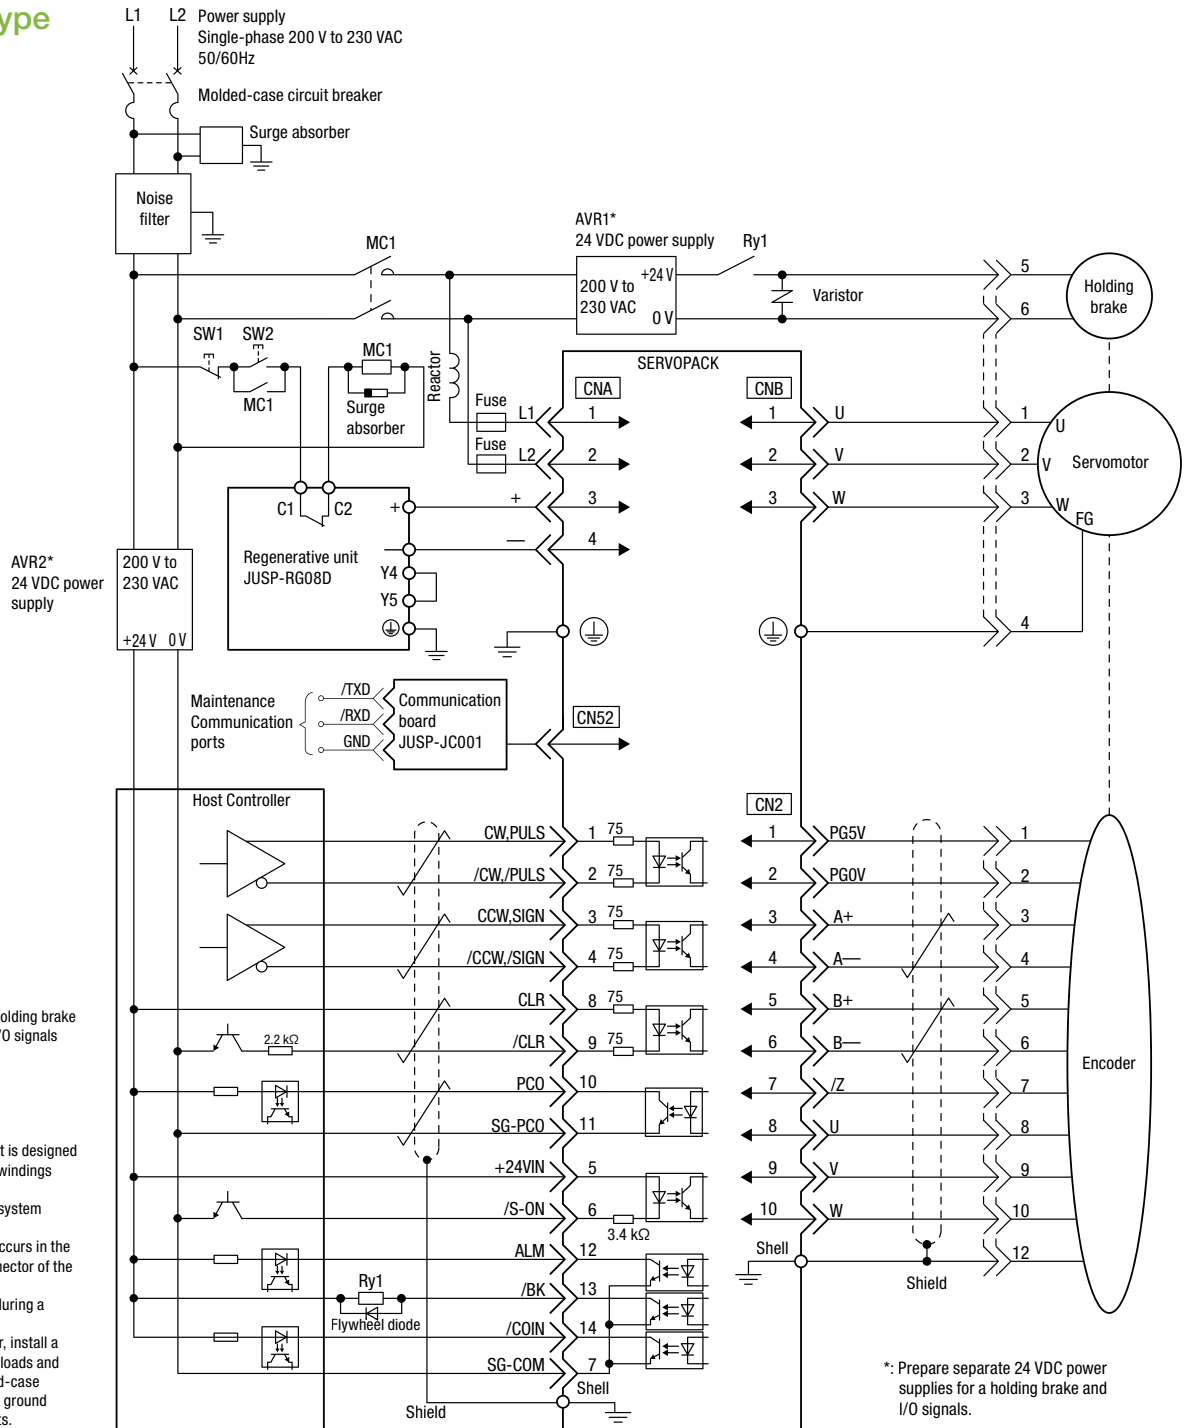 ype
L1 L2 Power supply
Single-phase 200 V to 230 VAC
50/60Hz
Molded-case circuit breaker
Surge absorber
Noise
filter
MC1
AVR1*
24 VDC power supply
Ry1
200 V to
230 VAC
+24 V
0 V
Varistor
5
6
Holding
brake
SW1 SW2
MC1
MC1
Surge
absorber
Reactor
Fuse
Fuse
SERVOPACK
CNA
L1 1
L2 2
+ 3
— 4
CNB
1 U 1 U
2 V 2 V
3 W 3 W
FG
4
Servomotor
C1 C2
+
—
Y4
Y5
Regenerative unit
JUSP-RG08D
AVR2*
24 VDC power
supply
200 V to
230 VAC
+24 V 0 V
Maintenance
Communication
ports
/TXD
/RXD
GND
Communication
board
JUSP-JC001
CN52
Host Controller
CW,PULS 1 75
/CW,/PULS 2 75
CCW,SIGN 3 75
/CCW,/SIGN 4 75
CLR 8 75
2.2 kΩ
/CLR 9 75
PCO 10
SG-PCO 11
+24VIN 5
/S-ON 6
3.4 kΩ
ALM 12
Ry1
/BK 13
Flywheel diode
/COIN 14
SG-COM 7
Shell
Shield
CN2
1 PG5V 1
2 PG0V 2
3 A+ 3
4 A— 4
5 B+ 5
6 B— 6
7 /Z 7
8 U 8
9 V 9
10 W 10
Shell
12
Shield
Encoder
olding brake
/O signals
t is designed
windings
system
ccurs in the
nector of the
during a
r, install a
loads and
d-case
ground
ts.
*: Prepare separate 24 VDC power
supplies for a holding brake and
I/O signals.